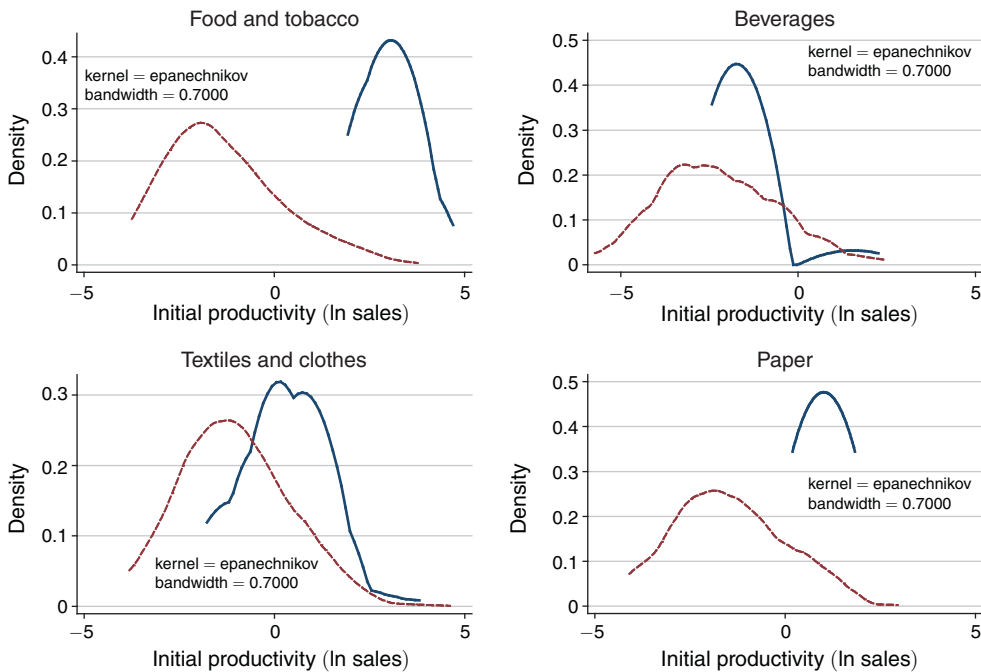 Food and tobacco
0.4
0.3
0.2
0.1
0
Density
kernel = epanechnikov
bandwidth = 0.7000
−5
0
5
Initial productivity (ln sales)
Beverages
0.5
0.4
0.3
0.2
0.1
0
Density
kernel = epanechnikov
bandwidth = 0.7000
−5
0
5
Initial productivity (ln sales)
Textiles and clothes
0.3
0.2
0.1
0
Density
kernel = epanechnikov
bandwidth = 0.7000
−5
0
5
Initial productivity (ln sales)
Paper
0.5
0.4
0.3
0.2
0.1
0
Density
kernel = epanechnikov
bandwidth = 0.7000
−5
0
5
Initial productivity (ln sales)